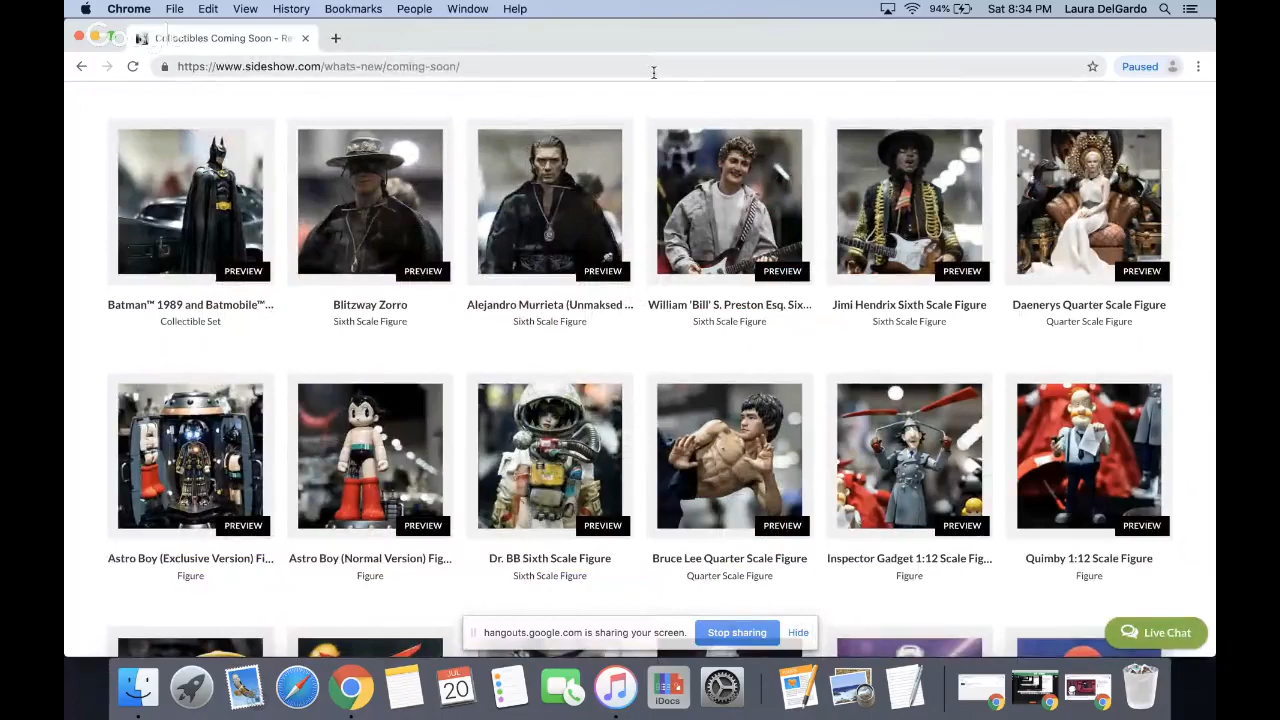 Chrome File Edit View History Bookmarks People Window Help 94% Sat 8:34 PM Laura DelGardo
Google
Collectibles Coming Soon - Re
https://www.sideshow.com/whats-new/coming-soon/ Paused
PREVIEW PREVIEW PREVIEW PREVIEW PREVIEW PREVIEW
Batman™ 1989 and Batmobile™... Blitzway Zorro Alejandro Murrieta (Unmaksed ... William 'Bill' S. Preston Esq. Six... Jimi Hendrix Sixth Scale Figure Daenerys Quarter Scale Figure
Collectible Set Sixth Scale Figure Sixth Scale Figure Sixth Scale Figure Sixth Scale Figure Quarter Scale Figure
PREVIEW PREVIEW PREVIEW PREVIEW PREVIEW PREVIEW
Astro Boy (Exclusive Version) Fi... Astro Boy (Normal Version) Fig... Dr. BB Sixth Scale Figure Bruce Lee Quarter Scale Figure Inspector Gadget 1:12 Scale Fig... Quimby 1:12 Scale Figure
Figure Figure Sixth Scale Figure Quarter Scale Figure Figure Figure
hangouts.google.com is sharing your screen. Stop sharing Hide
Live Chat
JUL
20
iDocs